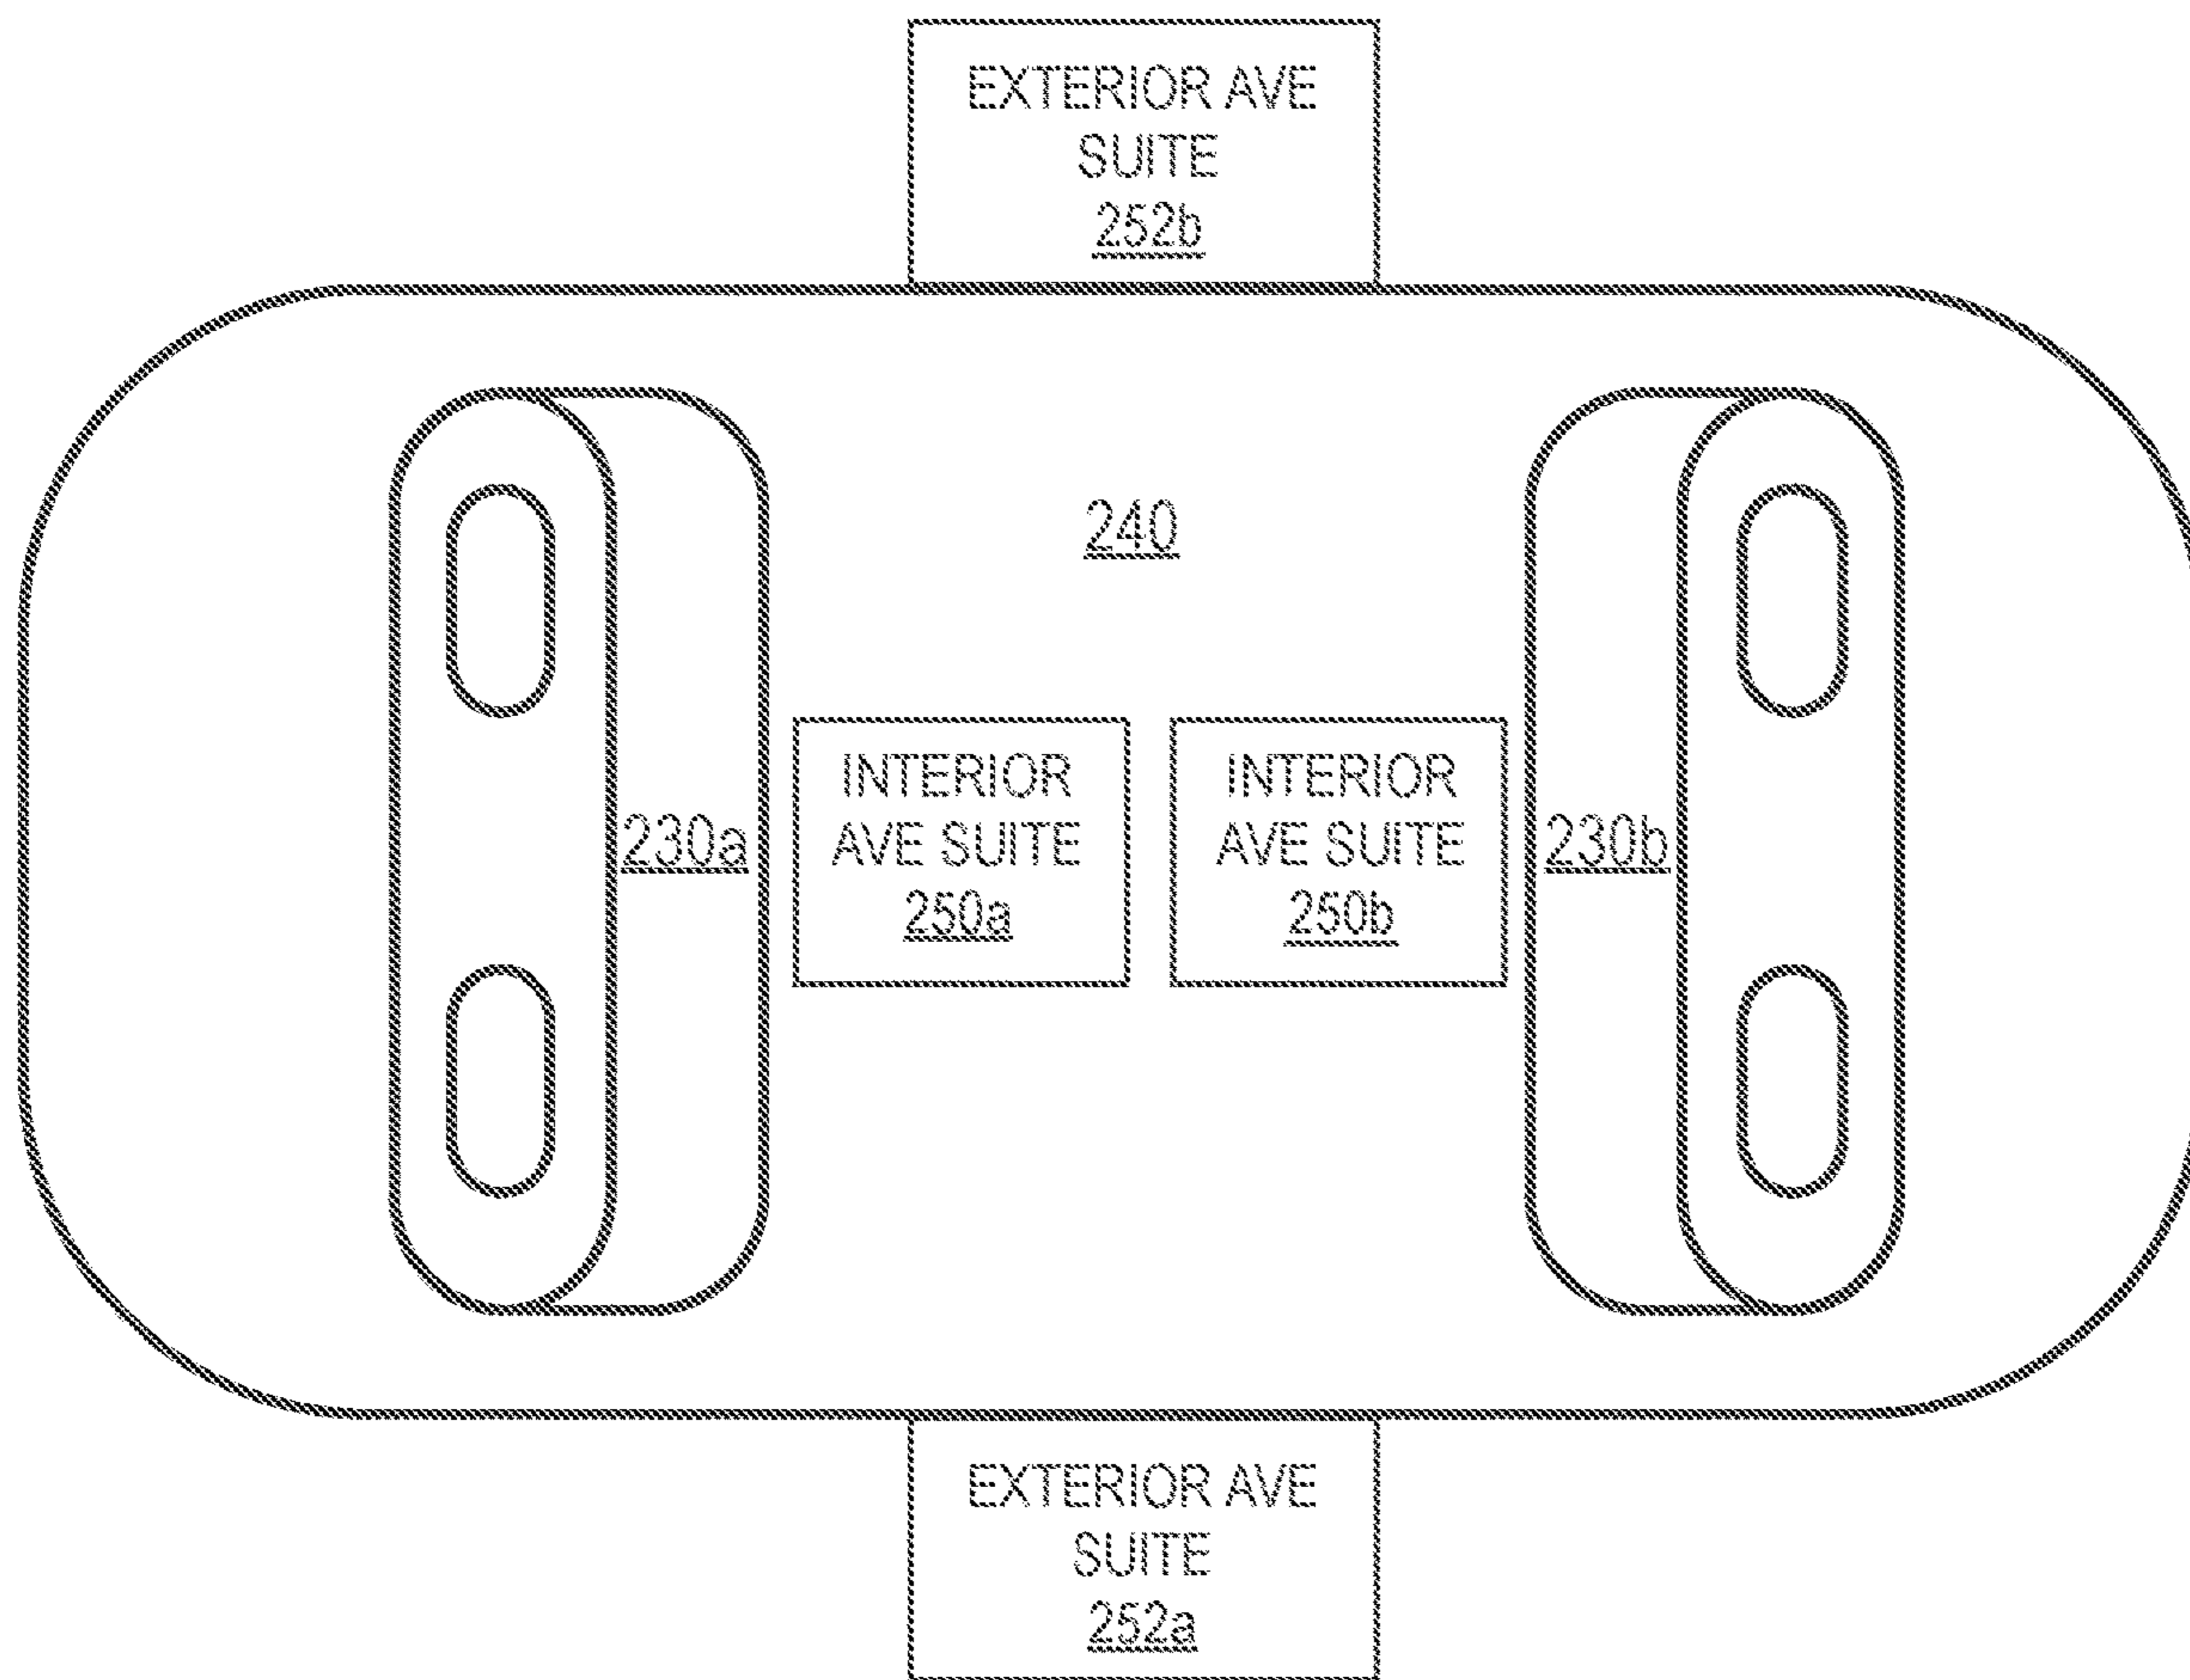 EXTERIOR AVE
SUITE
252b
240
230a
INTERIOR
AVE SUITE
250a
INTERIOR
AVE SUITE
250b
230b
EXTERIOR AVE
SUITE
252a